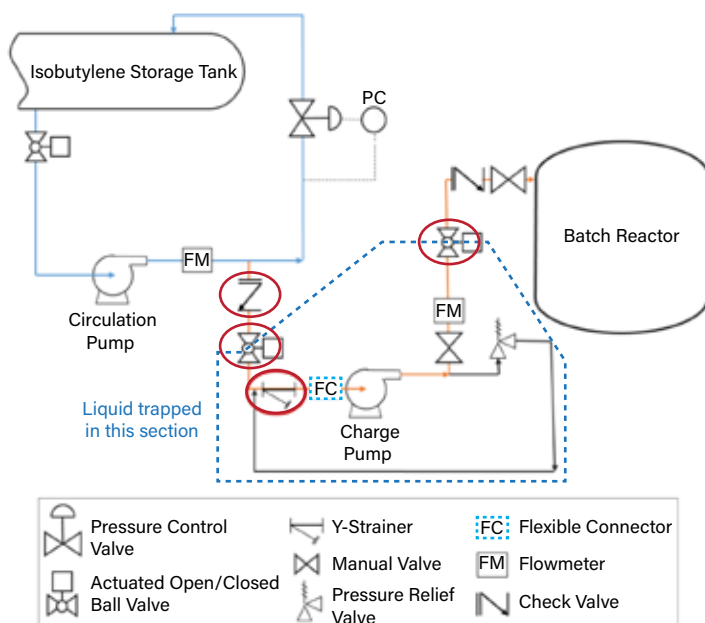 Isobutylene Storage Tank
PC
Batch Reactor
FM
Circulation
Pump
FM
Liquid trapped
in this section
FC
Charge
Pump
Pressure Control
Valve
Actuated Open/Closed
Ball Valve
Y-Strainer
Manual Valve
Pressure Relief
Valve
FC
Flexible Connector
FM
Flowmeter
Check Valve